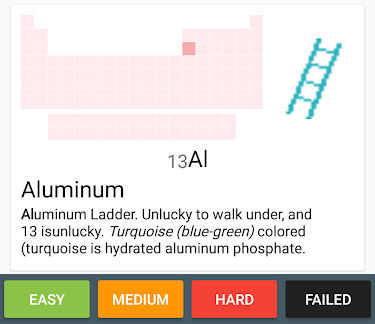 13Al
Aluminum
Aluminum Ladder. Unlucky to walk under, and
13 isunlucky. Turquoise (blue-green) colored
(turquoise is hydrated aluminum phosphate.
EASY MEDIUM HARD FAILED